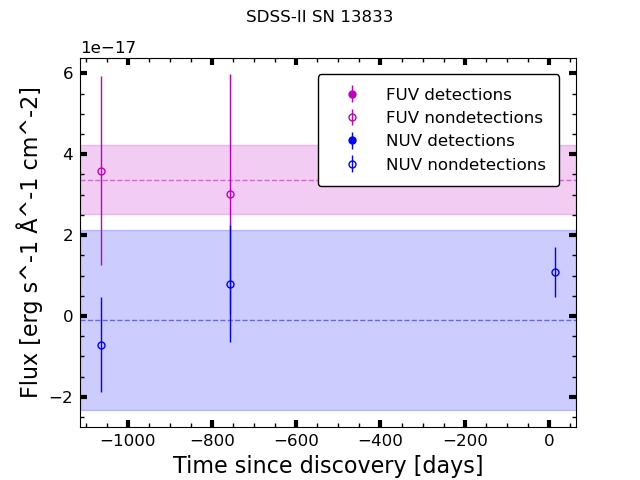 SDSS-II SN 13833
1e−17
6
4
2
0
−2
Flux [erg s^-1 Å^-1 cm^-2]
FUV detections
FUV nondetections
NUV detections
NUV nondetections
−1000 −800 −600 −400 −200 0
Time since discovery [days]